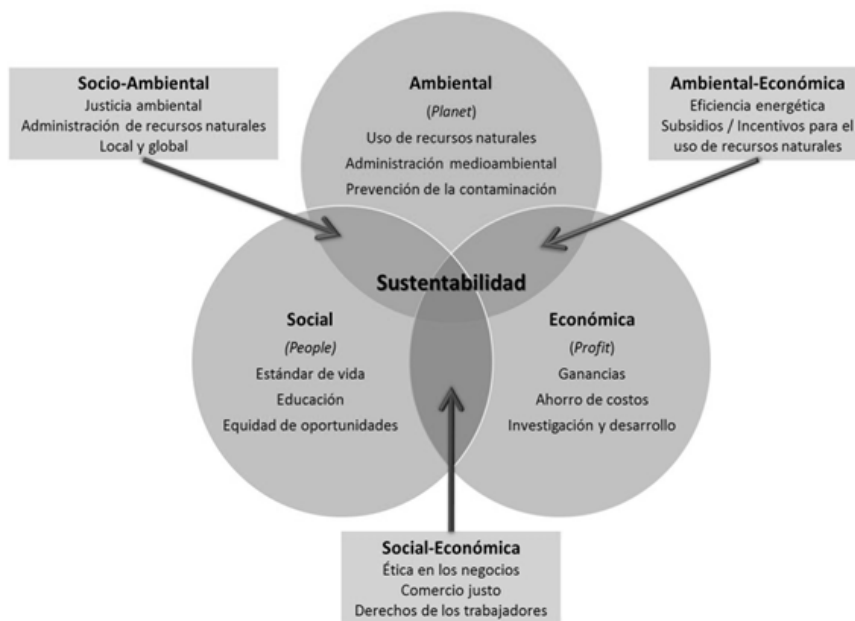 Socio-Ambiental
Justicia ambiental
Administración de recursos naturales
Local y global
Ambiental
(Planet)
Uso de recursos naturales
Administración medioambiental
Prevención de la contaminación
Ambiental-Económica
Eficiencia energética
Subsidios / Incentivos para el
uso de recursos naturales
Sustentabilidad
Social
(People)
Estándar de vida
Educación
Equidad de oportunidades
Económica
(Profit)
Ganancias
Ahorro de costos
Investigación y desarrollo
Social-Económica
Ética en los negocios
Comercio justo
Derechos de los trabajadores